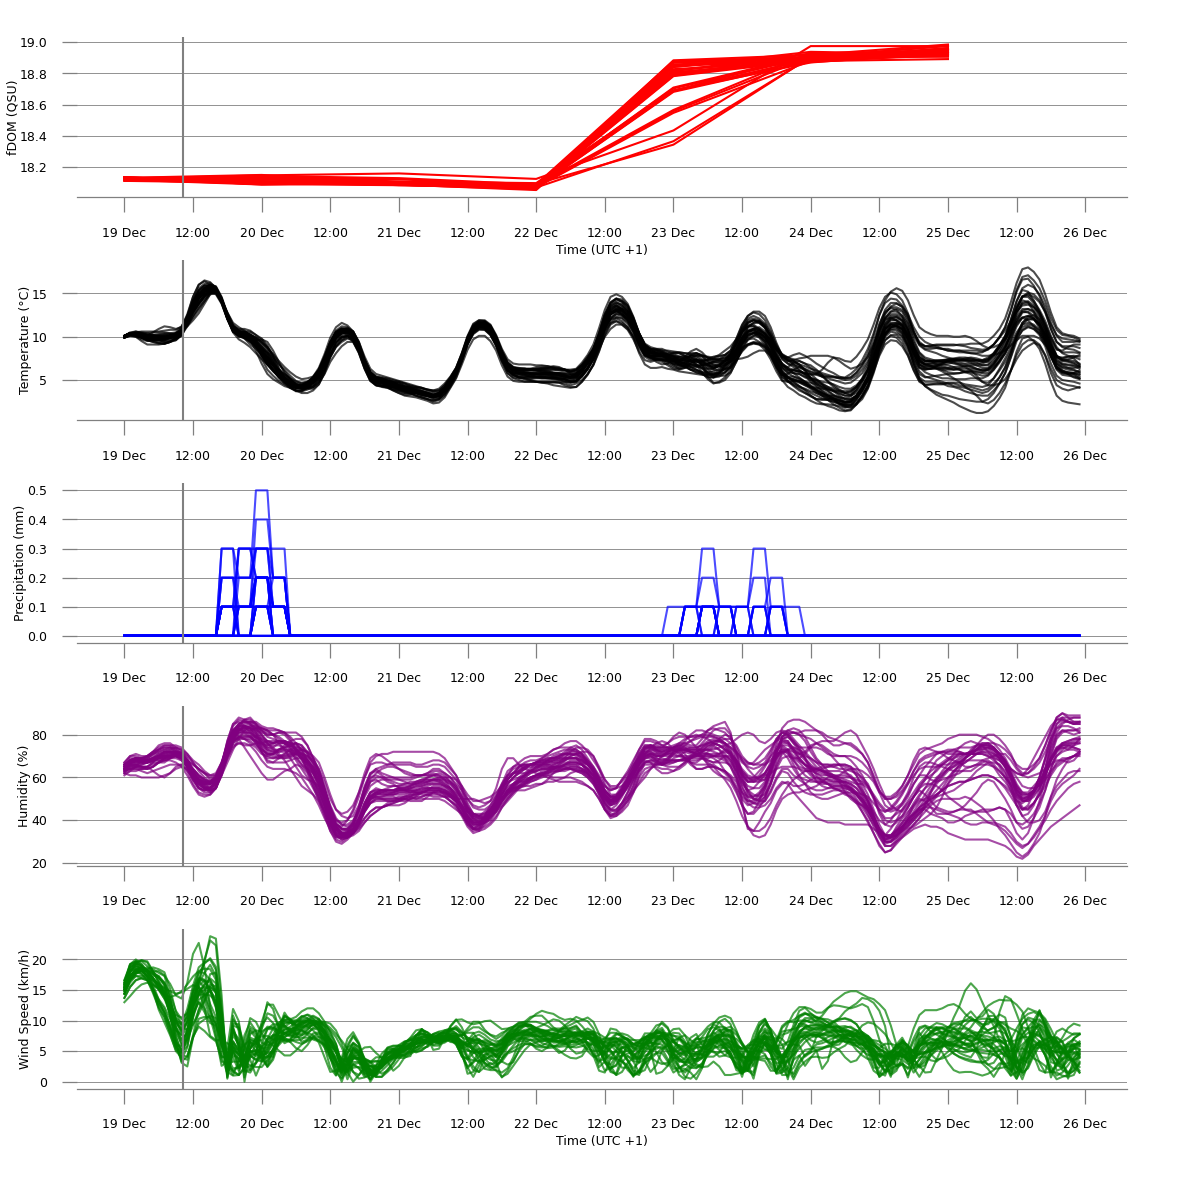 19.0
18.8
18.6
18.4
18.2
fDOM (QSU)
19 Dec 12:00 20 Dec 12:00 21 Dec 12:00 22 Dec 12:00 23 Dec 12:00 24 Dec 12:00 25 Dec 12:00 26 Dec
Time (UTC +1)
15
10
5
Temperature (°C)
19 Dec 12:00 20 Dec 12:00 21 Dec 12:00 22 Dec 12:00 23 Dec 12:00 24 Dec 12:00 25 Dec 12:00 26 Dec
0.5
0.4
0.3
0.2
0.1
0.0
Precipitation (mm)
19 Dec 12:00 20 Dec 12:00 21 Dec 12:00 22 Dec 12:00 23 Dec 12:00 24 Dec 12:00 25 Dec 12:00 26 Dec
80
60
40
20
Humidity (%)
19 Dec 12:00 20 Dec 12:00 21 Dec 12:00 22 Dec 12:00 23 Dec 12:00 24 Dec 12:00 25 Dec 12:00 26 Dec
20
15
10
5
0
Wind Speed (km/h)
19 Dec 12:00 20 Dec 12:00 21 Dec 12:00 22 Dec 12:00 23 Dec 12:00 24 Dec 12:00 25 Dec 12:00 26 Dec
Time (UTC +1)